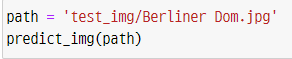 path = 'test_img/Berliner Dom.jpg'
predict_img(path)